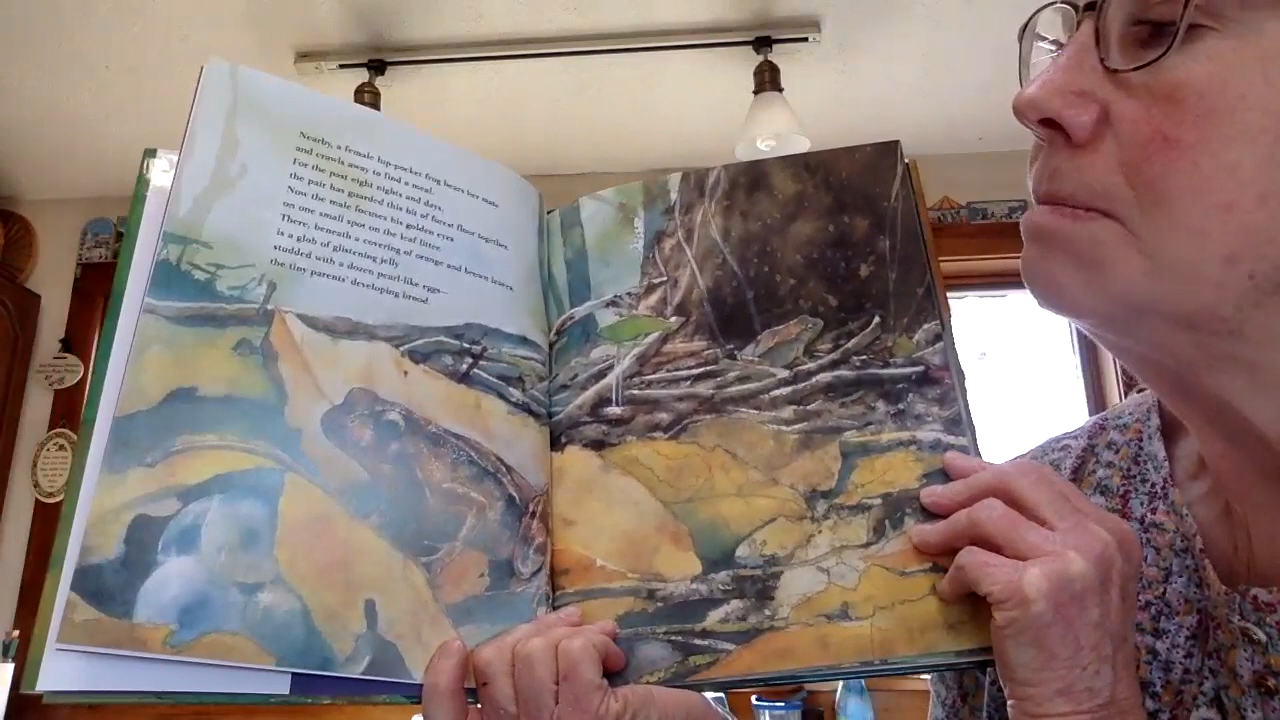 Nearby, a female hip-pocket frog hears her mate
and crawls away to find a meal.
For the past eight nights and days,
the pair has guarded this bit of forest floor together.
Now the male focuses his golden eyes
on one small spot on the leaf litter.
There, beneath a covering of orange and brown leaves,
is a glob of glistening jelly
studded with a dozen pearl-like eggs—
the tiny parents' developing brood.